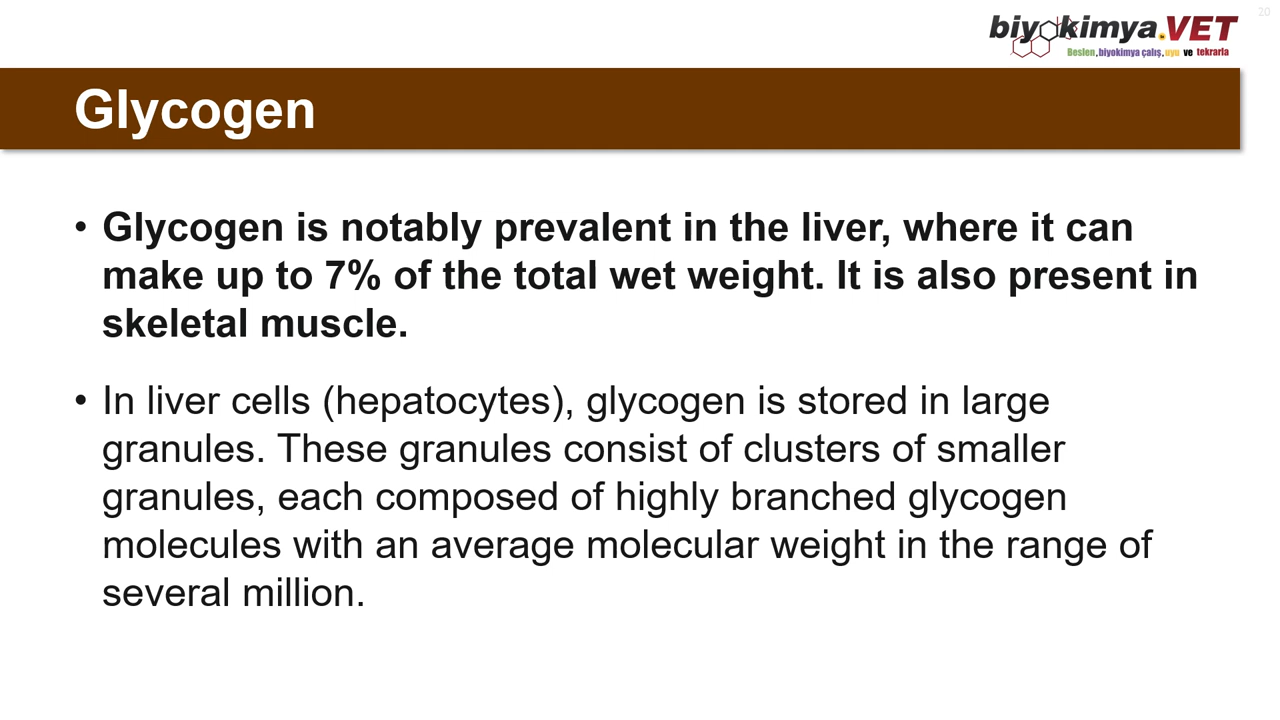 20
biyokimya.VET
Beslen, biyokimya çalış, uyu ve tekrarla
Glycogen
• Glycogen is notably prevalent in the liver, where it can
make up to 7% of the total wet weight. It is also present in
skeletal muscle.
• In liver cells (hepatocytes), glycogen is stored in large
granules. These granules consist of clusters of smaller
granules, each composed of highly branched glycogen
molecules with an average molecular weight in the range of
several million.